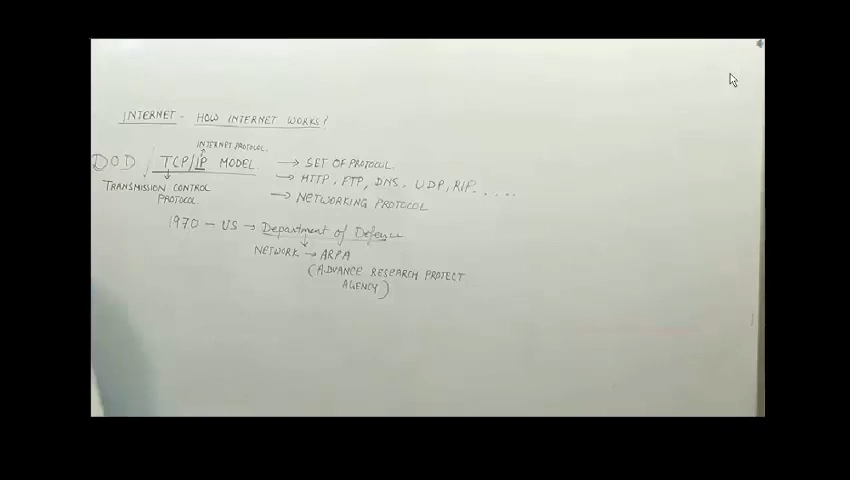 INTERNET - HOW INTERNET WORKS?
INTERNET PROTOCOL.
DOD / TCP/IP MODEL. → SET OF PROTOCOL.
→ HTTP, FTP, DNS, UDP, RIP.....
TRANSMISSION CONTROL PROTOCOL.
→ NETWORKING PROTOCOL
1970 - US → Department of Defence
NETWORK → ARPA
(ADVANCE RESEARCH PROJECT
AGENCY)